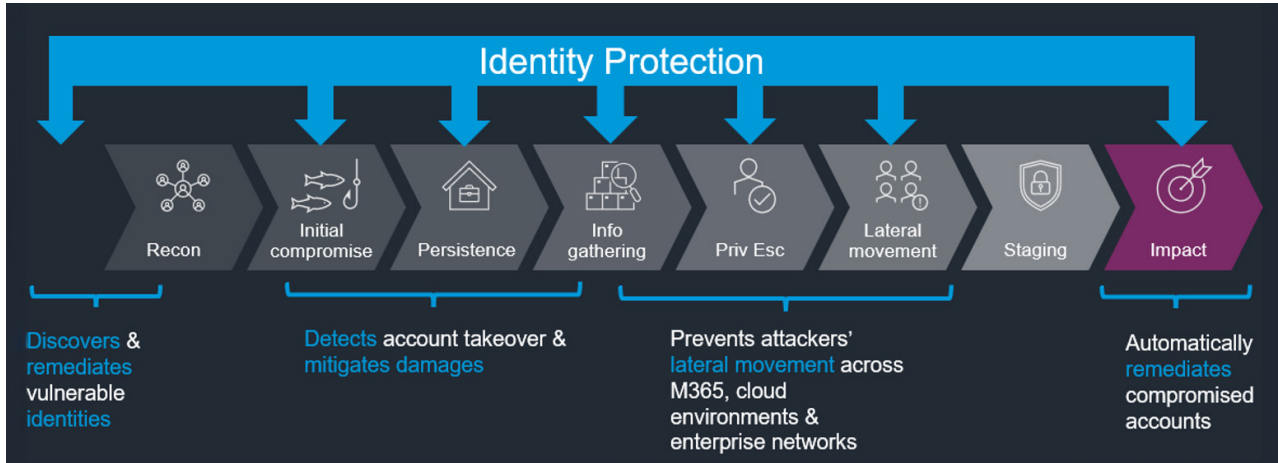 Identity Protection
Recon
Initial
compromise
Persistence
Info
gathering
Priv Esc
Lateral
movement
Staging
Impact
Discovers &
remediates
vulnerable
identities
Detects account takeover &
mitigates damages
Prevents attackers’
lateral movement across
M365, cloud
environments &
enterprise networks
Automatically
remediates
compromised
accounts